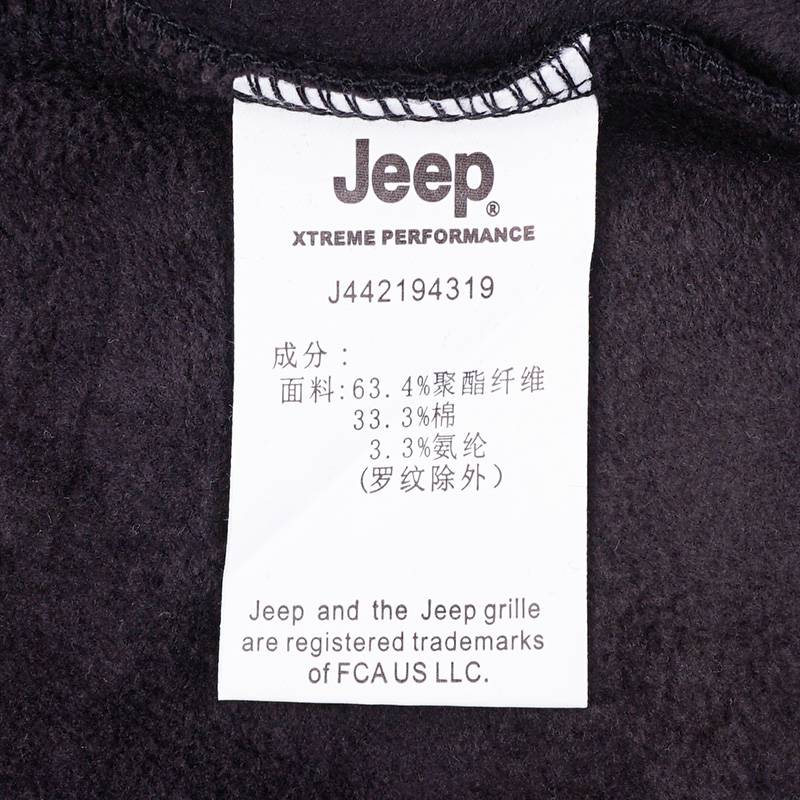 Jeep®
XTREME PERFORMANCE
J442194319
成分：
面料:63.4%聚酯纤维
33.3%棉
3.3%氨纶
(罗纹除外)
Jeep and the Jeep grille
are registered trademarks
of FCA US LLC.